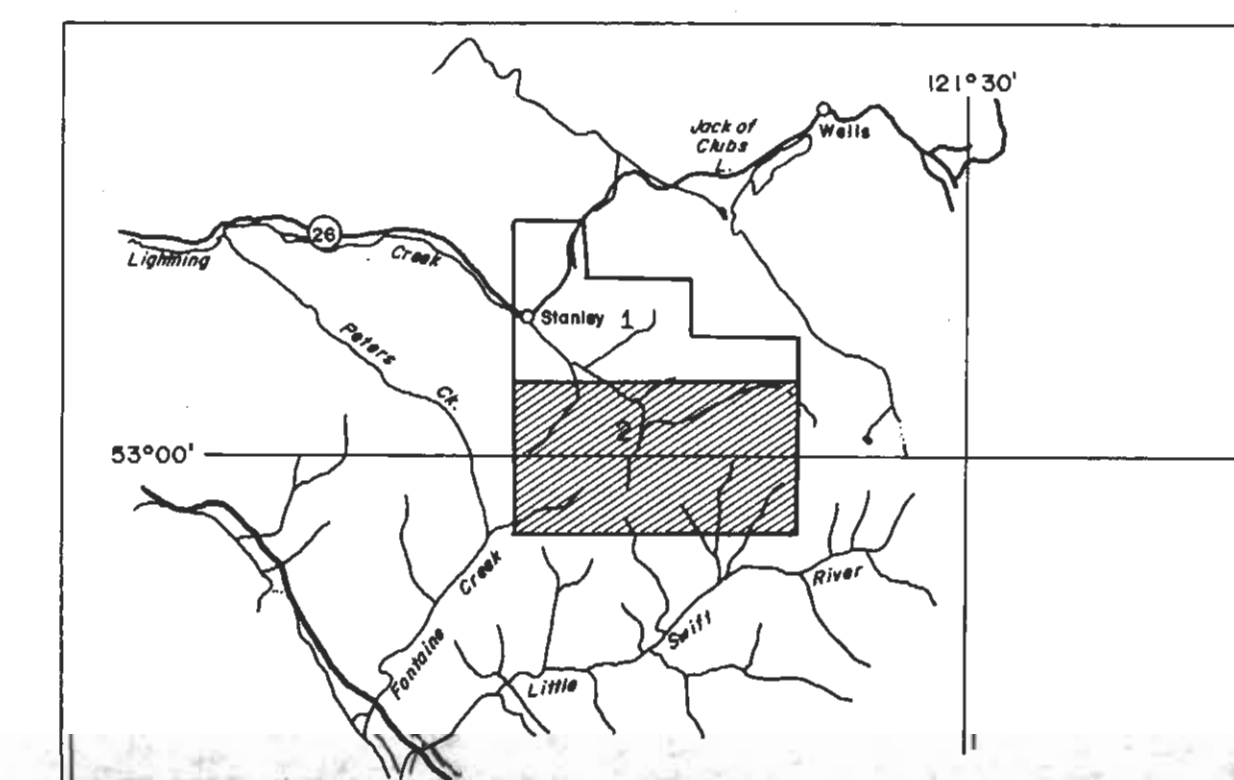 121°30'
Jack of
Clubs
L.
Wells
26
Lightning
Creek
Stanley
1
Peters
Ck.
2
53°00'
Creek
Fontaine
River
Swift
Little